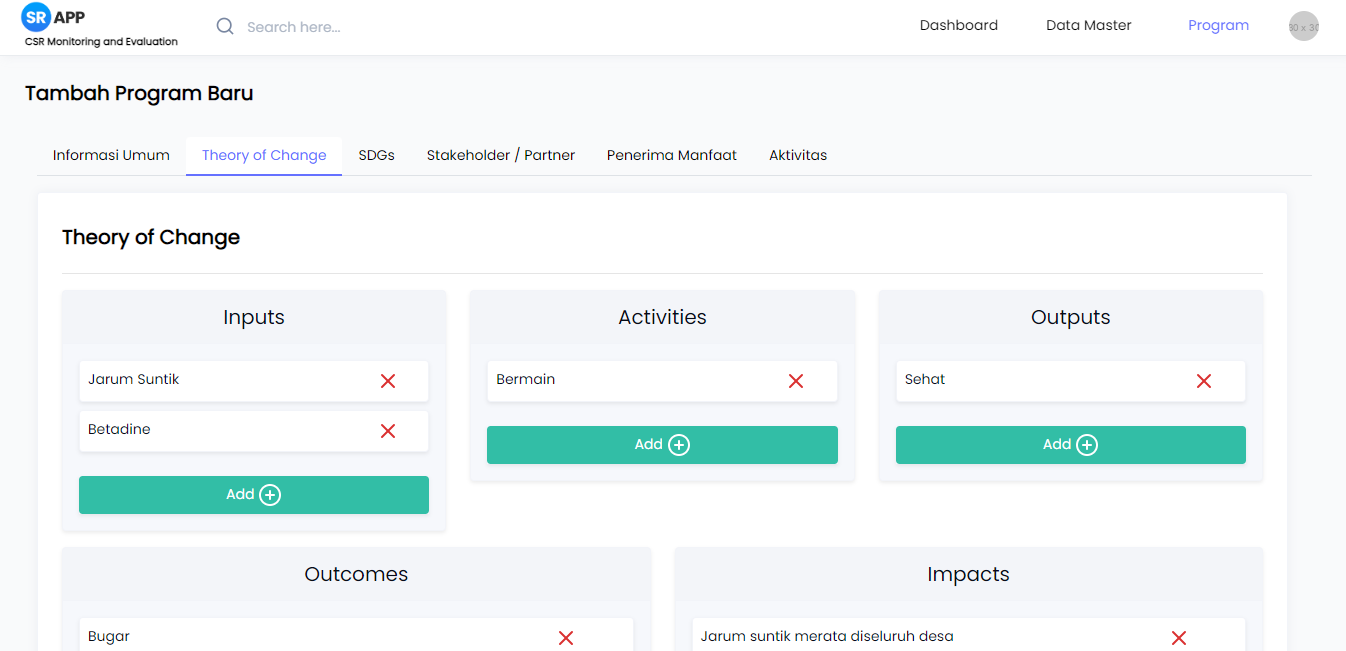 SR APP
CSR Monitoring and Evaluation
Search here...
Dashboard
Data Master
Program
30 x 30
Tambah Program Baru
Informasi Umum
Theory of Change
SDGs
Stakeholder / Partner
Penerima Manfaat
Aktivitas
Theory of Change
Inputs
Jarum Suntik
Betadine
Add
Activities
Bermain
Add
Outputs
Sehat
Add
Outcomes
Bugar
Impacts
Jarum suntik merata diseluruh desa